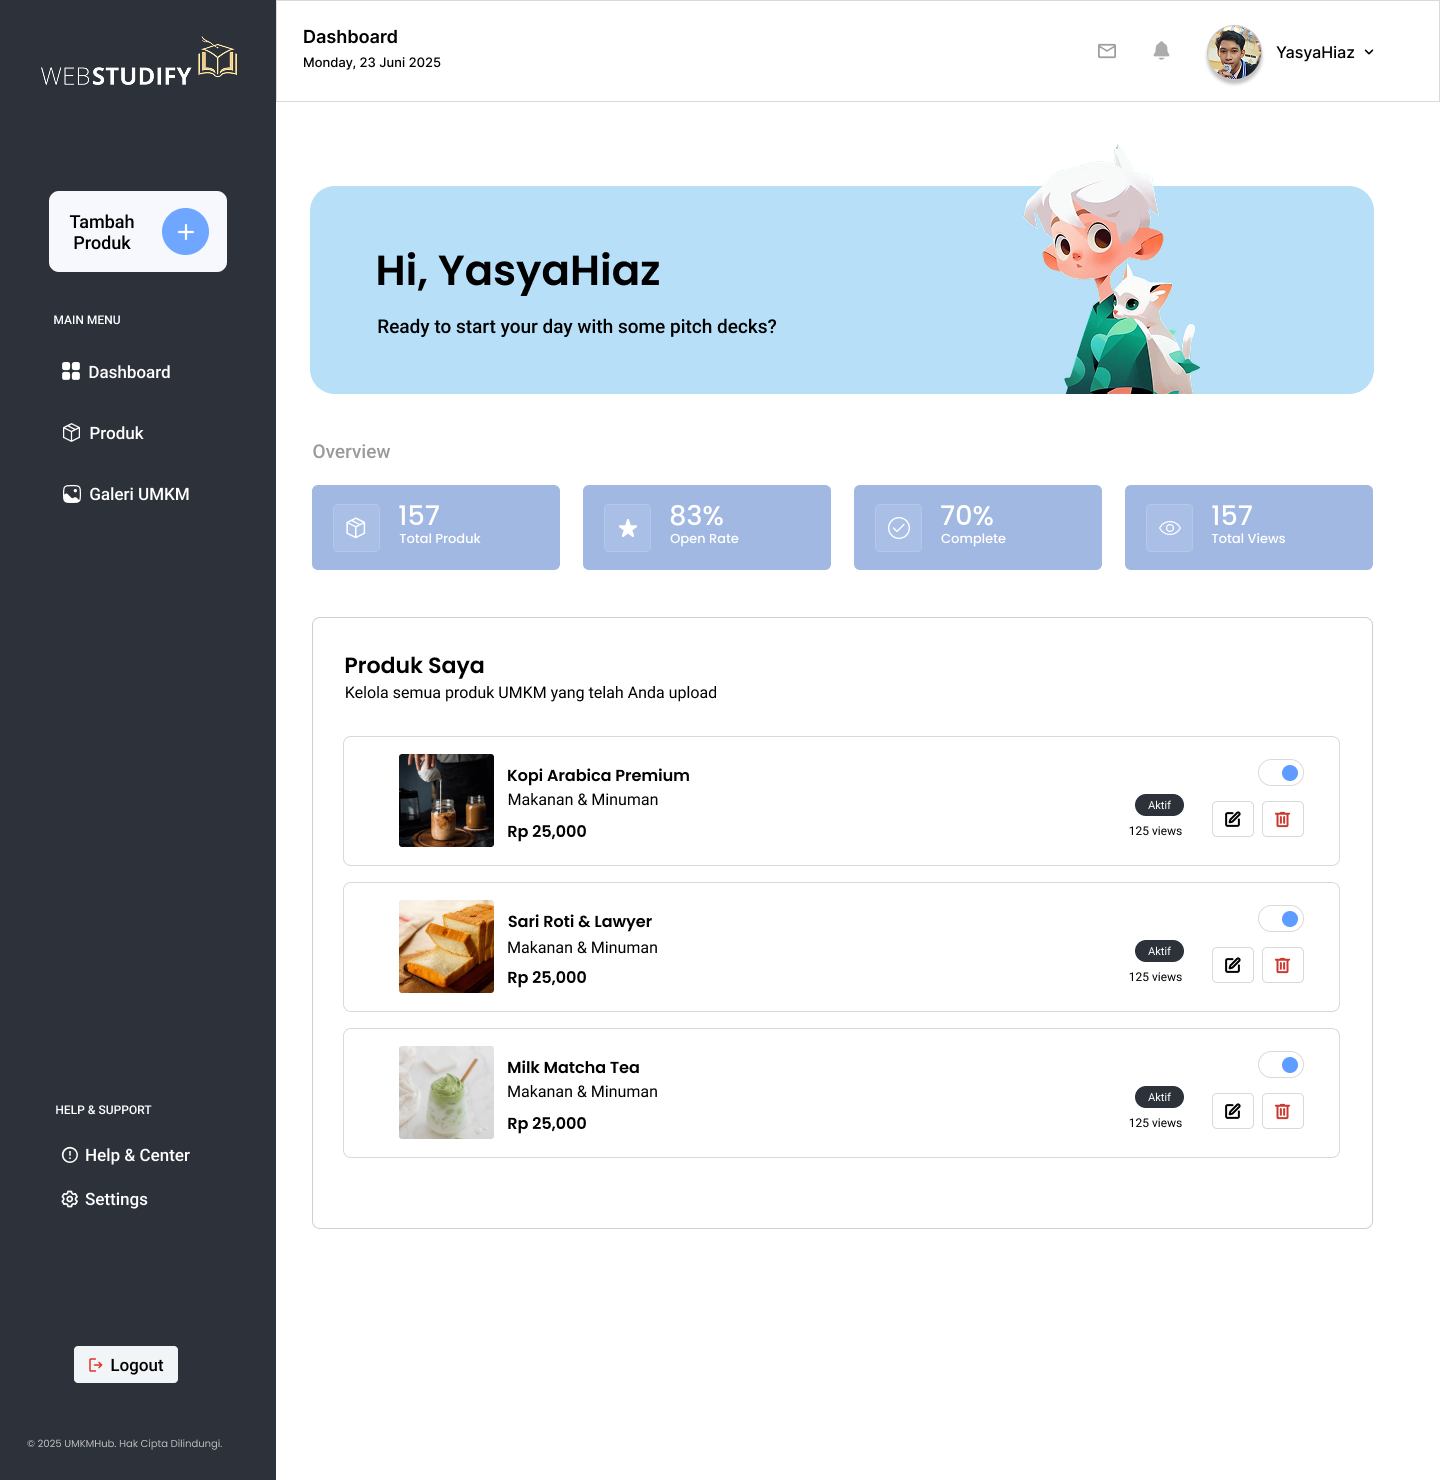 WEBSTUDIFY
Tambah
Produk
MAIN MENU
Dashboard
Produk
Galeri UMKM
HELP & SUPPORT
Help & Center
Settings
Logout
© 2025 UMKMHub. Hak Cipta Dilindungi.
Dashboard
Monday, 23 Juni 2025
YasyaHiaz
Hi, YasyaHiaz
Ready to start your day with some pitch decks?
Overview
157
Total Produk
83%
Open Rate
70%
Complete
157
Total Views
Produk Saya
Kelola semua produk UMKM yang telah Anda upload
Kopi Arabica Premium
Makanan & Minuman
Rp 25,000
Aktif
125 views
Sari Roti & Lawyer
Makanan & Minuman
Rp 25,000
Aktif
125 views
Milk Matcha Tea
Makanan & Minuman
Rp 25,000
Aktif
125 views